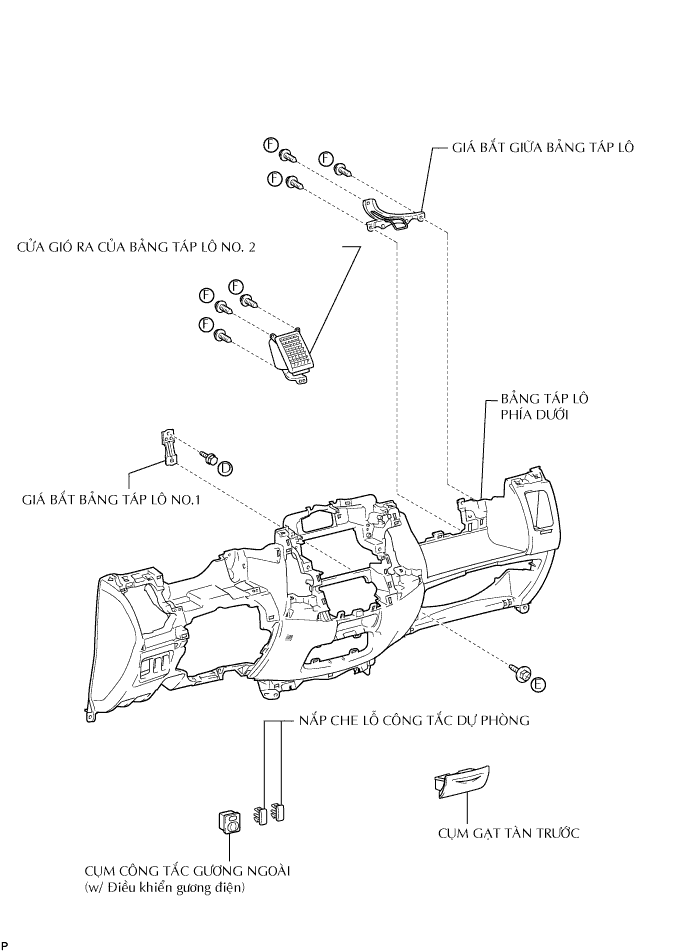 F
F
F
GIÁ BẮT GIỮA BẢNG TÁP LÔ
CỬA GIÓ RA CỦA BẢNG TÁP LÔ NO. 2
F
F
F
BẢNG TÁP LÔ
PHÍA DƯỚI
D
GIÁ BẮT BẢNG TÁP LÔ NO.1
E
NẮP CHE LỖ CÔNG TẮC DỰ PHÒNG
CỤM GẠT TÀN TRƯỚC
CỤM CÔNG TẮC GƯƠNG NGOÀI
(w/ Điều khiển gương điện)
P